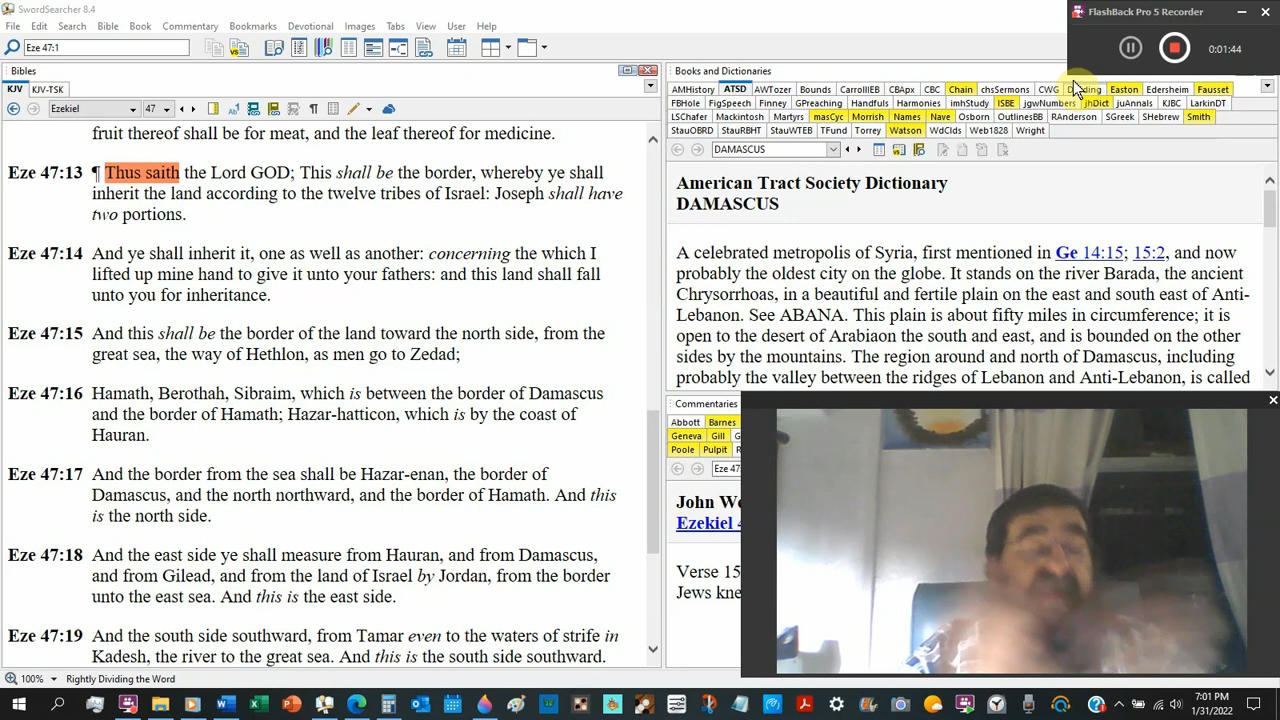 SwordSearcher 8.4
File Edit Search Bible Book Commentary Bookmarks Devotional Images Tabs View User Help
Eze 47:1
FlashBack Pro 5 Recorder
0:01:44
Bibles
KJV KJV-TSK
Ezekiel 47
fruit thereof shall be for meat, and the leaf thereof for medicine.
Eze 47:13 ¶ Thus saith the Lord GOD; This shall be the border, whereby ye shall
inherit the land according to the twelve tribes of Israel: Joseph shall have
two portions.
Eze 47:14 And ye shall inherit it, one as well as another: concerning the which I
lifted up mine hand to give it unto your fathers: and this land shall fall
unto you for inheritance.
Eze 47:15 And this shall be the border of the land toward the north side, from the
great sea, the way of Hethlon, as men go to Zedad;
Eze 47:16 Hamath, Berothah, Sibraim, which is between the border of Damascus
and the border of Hamath; Hazar-hatticon, which is by the coast of
Hauran.
Eze 47:17 And the border from the sea shall be Hazar-enan, the border of
Damascus, and the north northward, and the border of Hamath. And this
is the north side.
Eze 47:18 And the east side ye shall measure from Hauran, and from Damascus,
and from Gilead, and from the land of Israel by Jordan, from the border
unto the east sea. And this is the east side.
Eze 47:19 And the south side southward, from Tamar even to the waters of strife in
Kadesh, the river to the great sea. And this is the south side southward.
100% Rightly Dividing the Word
Books and Dictionaries
AMHistory ATSD AWTozer Bounds CarrollIEB CBApx CBC Chain chsSermons CWG Easton Edersheim Fausset
FBHole FigSpeech Finney GPreaching Handfuls Harmonies imhStudy ISBE jgwNumbers jhDict juAnnals KJBC LarkinDT
LSChafer Mackintosh Martyrs masCyc Morrish Names Nave Osborn OutlinesBB RAnderson SGreek SHebrew Smith
StauOBF StauRBHT StauWTEB TFund Torrey Watson WdClds Web1828 Wright
DAMASCUS
American Tract Society Dictionary
DAMASCUS
A celebrated metropolis of Syria, first mentioned in Ge 14:15; 15:2, and now
probably the oldest city on the globe. It stands on the river Barada, the ancient
Chrysorrhoas, in a beautiful and fertile plain on the east and south east of Anti-
Lebanon. See ABANA. This plain is about fifty miles in circumference; it is
open to the desert of Arabiaon the south and east, and is bounded on the other
sides by the mountains. The region around and north of Damascus, including
probably the valley between the ridges of Lebanon and Anti-Lebanon, is called
Commentaries
Abbott Barnes
Geneva Gill
Poole Pulpit
Eze 47
John We
Ezekiel 4
Verse 15
Jews kne
7:01 PM
1/31/2022